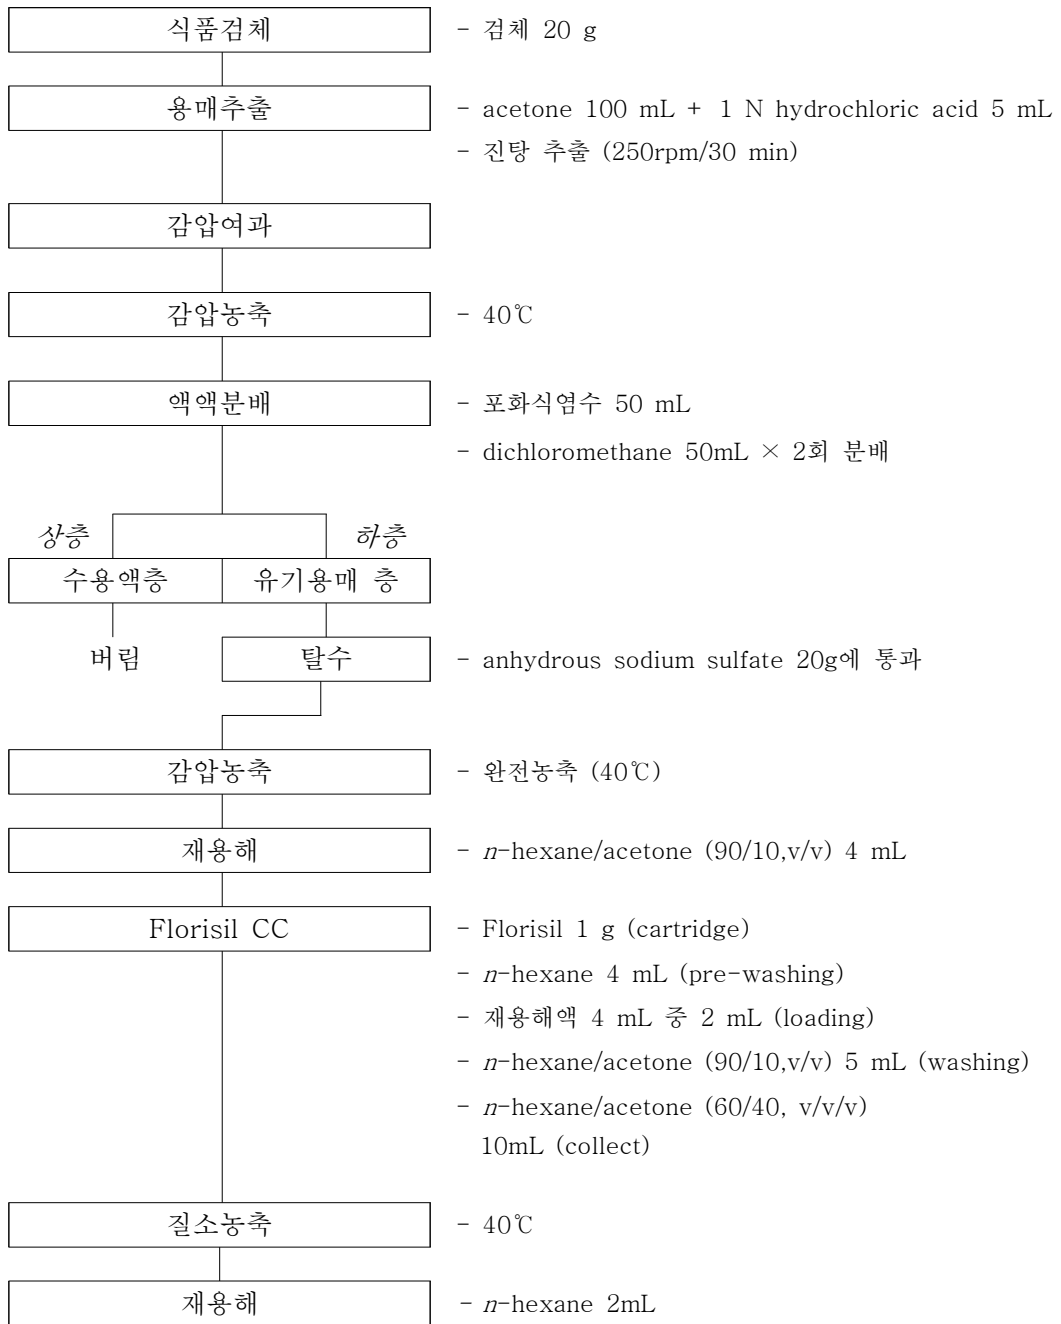 식품검체 - 검체 20 g
용매추출 - acetone 100 mL + 1 N hydrochloric acid 5 mL
- 진탕 추출 (250rpm/30 min)
감압여과
감압농축 - 40℃
액액분배 - 포화식염수 50 mL
- dichloromethane 50mL × 2회 분배
상층 하층
수용액층 유기용매 층
버림 탈수 - anhydrous sodium sulfate 20g에 통과
감압농축 - 완전농축 (40℃)
재용해 - n-hexane/acetone (90/10,v/v) 4 mL
Florisil CC - Florisil 1 g (cartridge)
- n-hexane 4 mL (pre-washing)
- 재용해액 4 mL 중 2 mL (loading)
- n-hexane/acetone (90/10,v/v) 5 mL (washing)
- n-hexane/acetone (60/40, v/v/v)
10mL (collect)
질소농축 - 40℃
재용해 - n-hexane 2mL